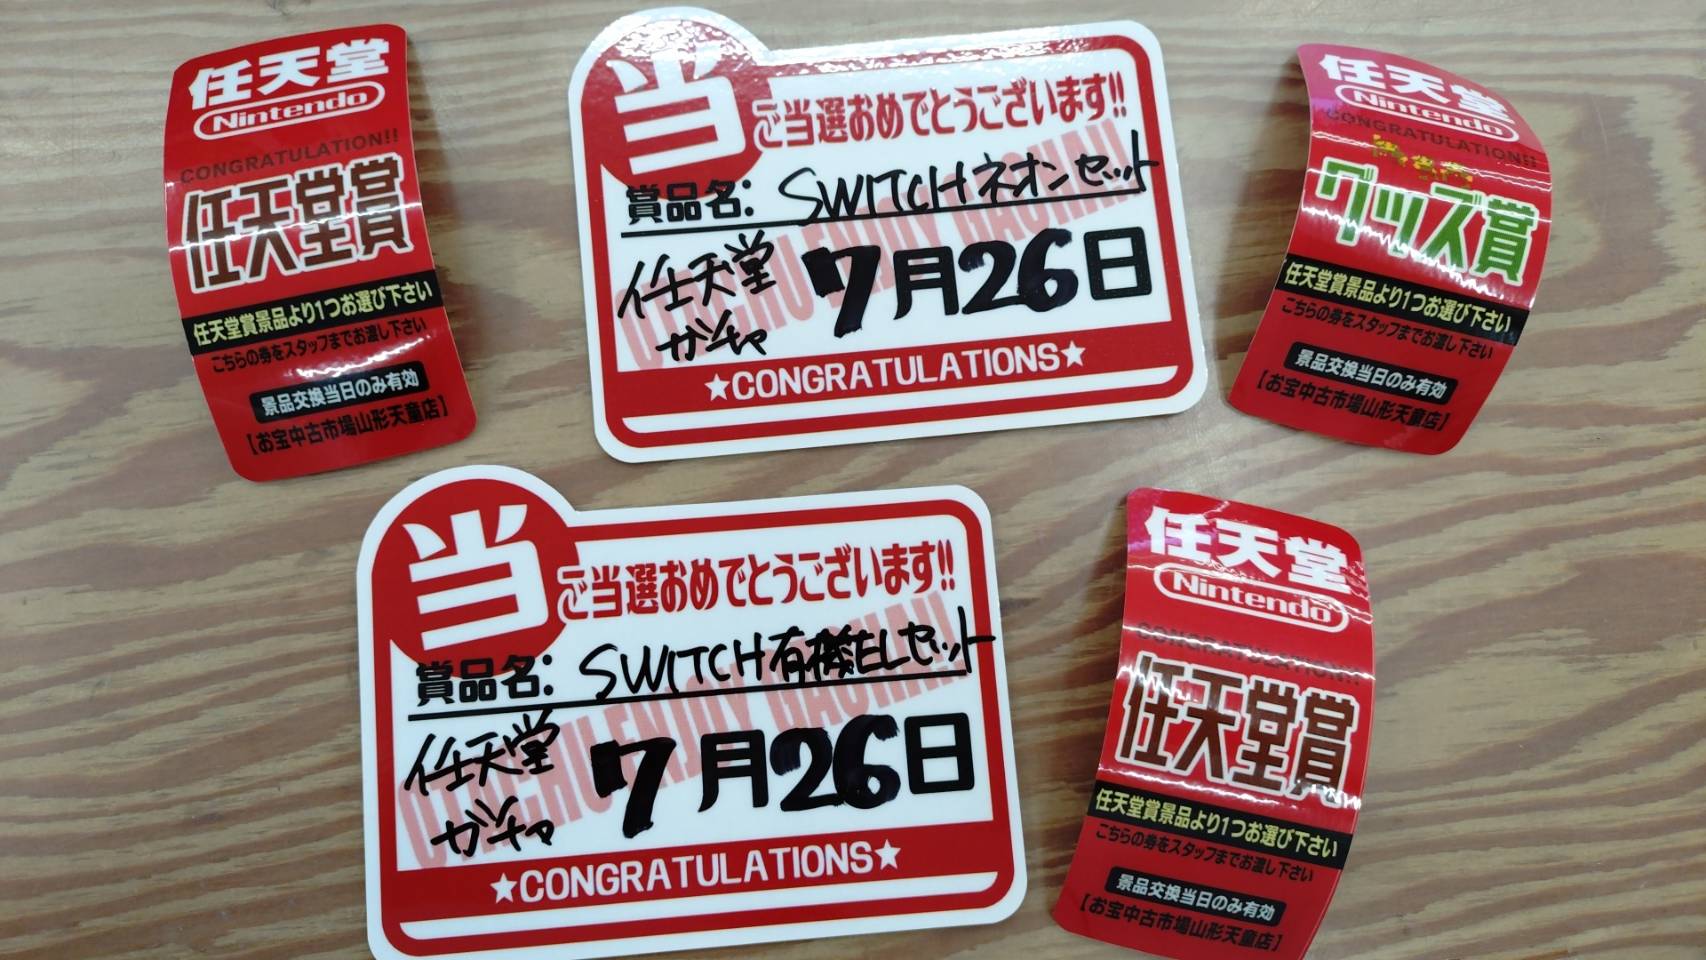 任天堂
Nintendo
CONGRATULATION!!
任天堂賞
任天堂賞景品より1つお選び下さい
こちらの券をスタッフまでお渡し下さい
景品交換当日のみ有効
【お宝中古市場山形天童店】
当
ご当選おめでとうございます!!
賞品名: SWITCHネオンセット
任天堂
ガチャ
7月26日
★CONGRATULATIONS★
任天堂
Nintendo
CONGRATULATION!!
グッズ賞
任天堂賞景品より1つお選び下さい
こちらの券をスタッフまでお渡し下さい
景品交換当日のみ有効
【お宝中古市場山形天童店】
当
ご当選おめでとうございます!!
賞品名: SWITCH有機ELセット
任天堂
ガチャ
7月26日
★CONGRATULATIONS★
任天堂
Nintendo
CONGRATULATION!!
任天堂賞
任天堂賞景品より1つお選び下さい
こちらの券をスタッフまでお渡し下さい
景品交換当日のみ有効
【お宝中古市場山形天童店】